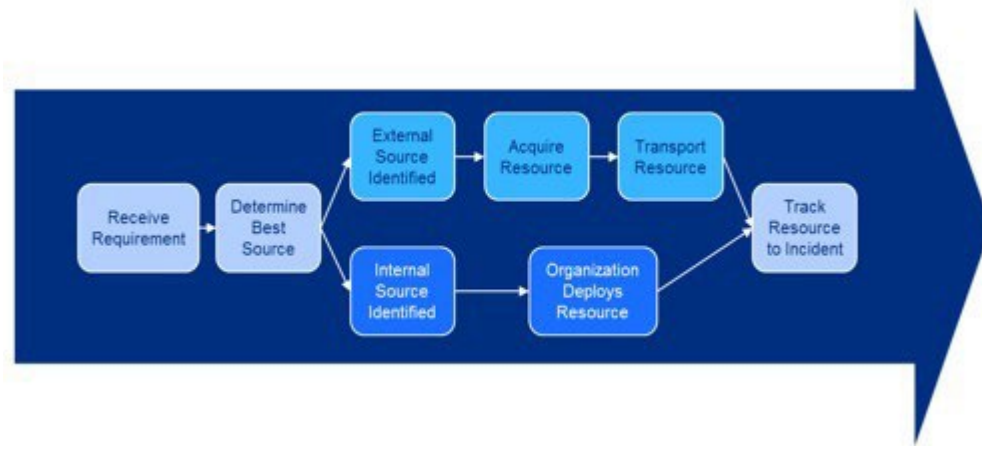 Receive
Requirement
Determine
Best
Source
External
Source
Identified
Acquire
Resource
Transport
Resource
Internal
Source
Identified
Organization
Deploys
Resource
Track
Resource
to Incident